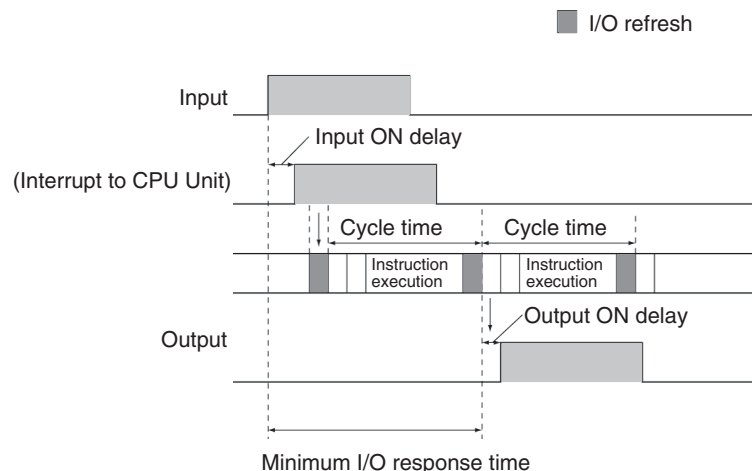 I/O refresh
Input
Input ON delay
(Interrupt to CPU Unit)
Cycle time
Cycle time
Instruction
execution
Instruction
execution
Output ON delay
Output
Minimum I/O response time